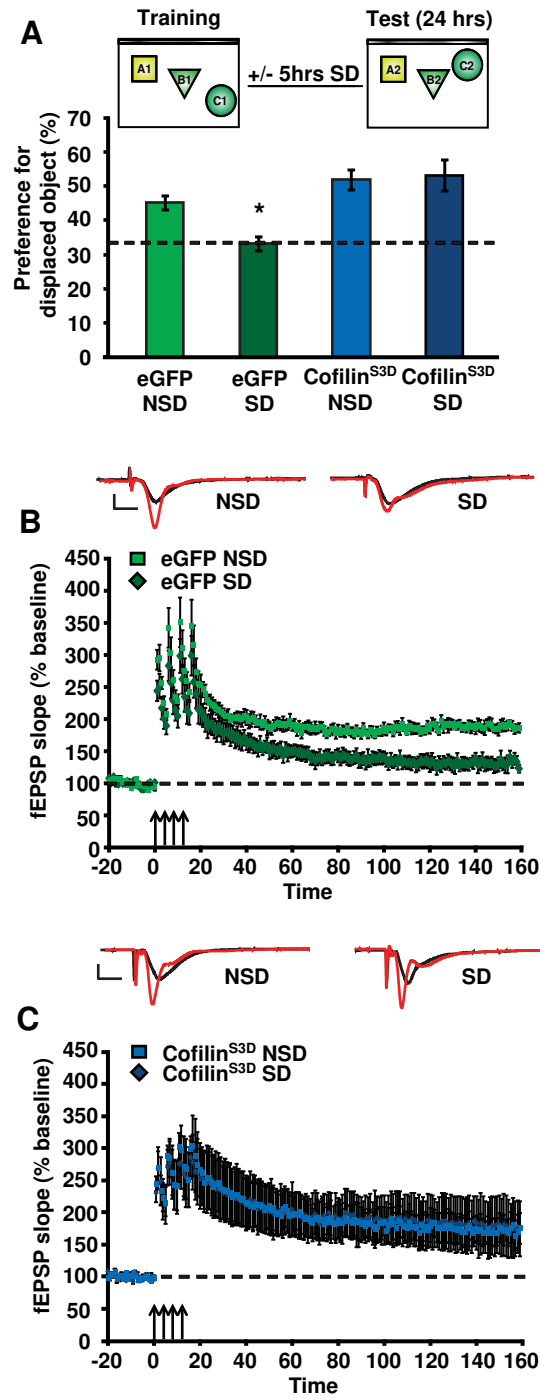 A
Training
Test (24 hrs)
A1
B1
C1
+/- 5hrs SD
A2
B2
C2
Preference for
displaced object (%)
70
60
50
40
30
20
10
0
*
eGFP
NSD
eGFP
SD
Cofilin^S3D
NSD
Cofilin^S3D
SD
NSD
SD
B
eGFP NSD
eGFP SD
fEPSP slope (% baseline)
450
400
350
300
250
200
150
100
50
0
-20 0 20 40 60 80 100 120 140 160
Time
NSD
SD
C
Cofilin^S3D NSD
Cofilin^S3D SD
fEPSP slope (% baseline)
450
400
350
300
250
200
150
100
50
0
-20 0 20 40 60 80 100 120 140 160
Time